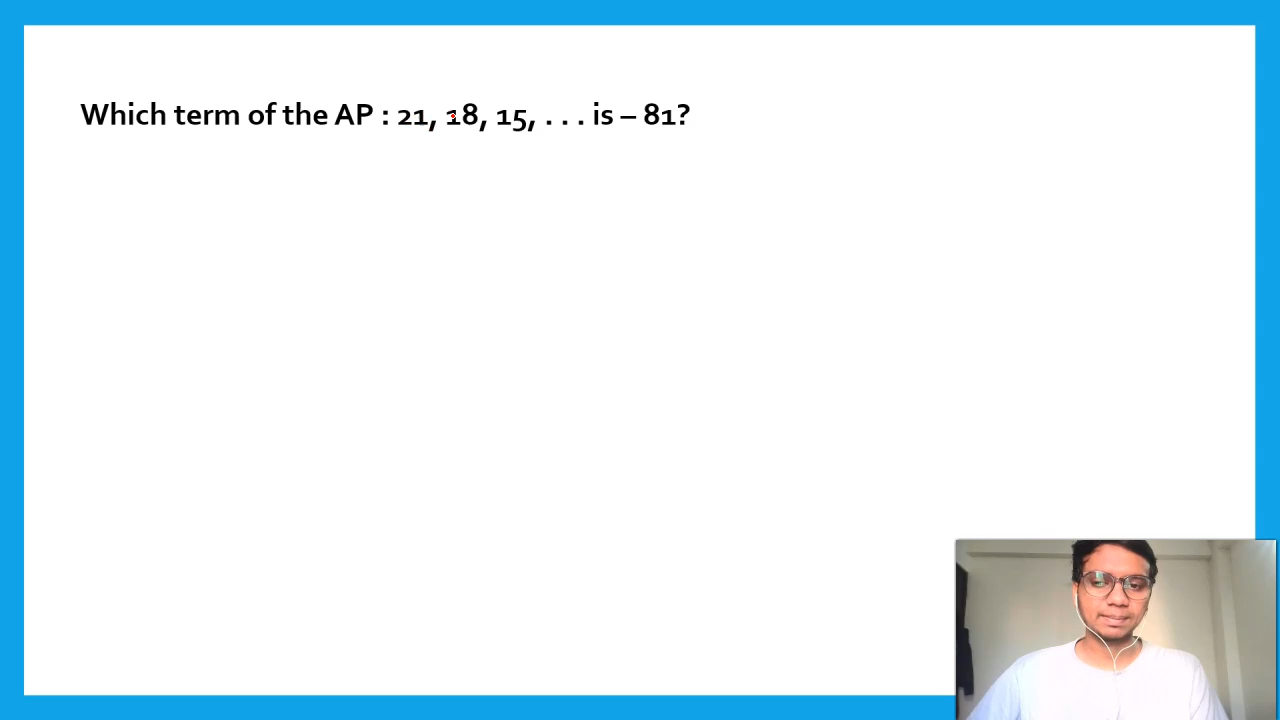 Which term of the AP : 21, 18, 15, . . . is – 81?